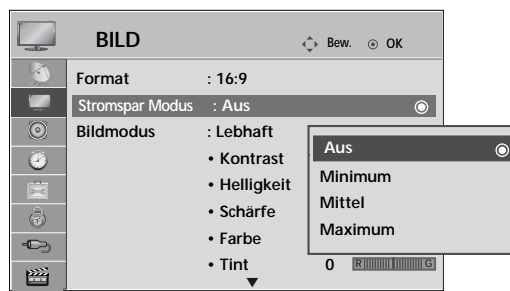 BILD
Bew. OK
Format : 16:9
Stromspar Modus : Aus
Bildmodus : Lebhaft
• Kontrast
• Helligkeit
• Schärfe
• Farbe
• Tint 0 R G
Aus
Minimum
Mittel
Maximum